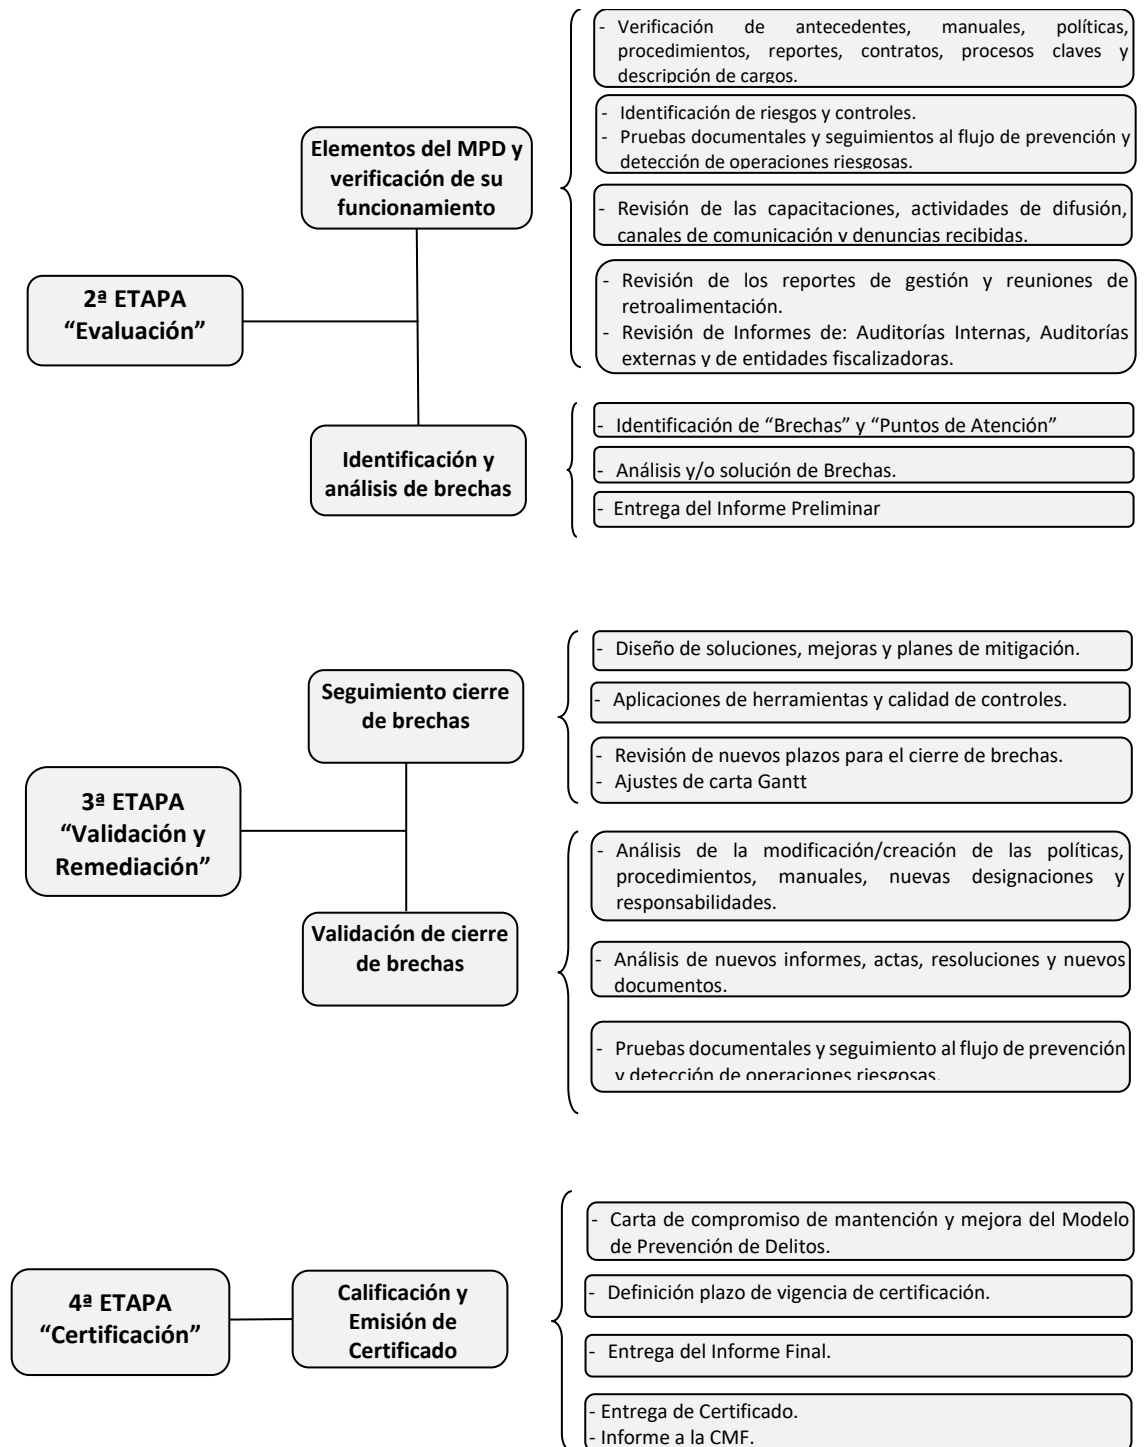 - Verificación de antecedentes, manuales, políticas,
procedimientos, reportes, contratos, procesos claves y
descripción de cargos.
- Identificación de riesgos y controles.
- Pruebas documentales y seguimientos al flujo de prevención y
detección de operaciones riesgosas.
Elementos del MPD y
verificación de su
funcionamiento
- Revisión de las capacitaciones, actividades de difusión,
canales de comunicación y denuncias recibidas.
- Revisión de los reportes de gestión y reuniones de
retroalimentación.
- Revisión de Informes de: Auditorías Internas, Auditorías
externas y de entidades fiscalizadoras.
2ª ETAPA
“Evaluación”
Identificación y
análisis de brechas
- Identificación de “Brechas” y “Puntos de Atención”
- Análisis y/o solución de Brechas.
- Entrega del Informe Preliminar
Seguimiento cierre
de brechas
- Diseño de soluciones, mejoras y planes de mitigación.
- Aplicaciones de herramientas y calidad de controles.
- Revisión de nuevos plazos para el cierre de brechas.
- Ajustes de carta Gantt
3ª ETAPA
“Validación y
Remediación”
Validación de cierre
de brechas
- Análisis de la modificación/creación de las políticas,
procedimientos, manuales, nuevas designaciones y
responsabilidades.
- Análisis de nuevos informes, actas, resoluciones y nuevos
documentos.
- Pruebas documentales y seguimiento al flujo de prevención
y detección de operaciones riesgosas.
4ª ETAPA
“Certificación”
Calificación y
Emisión de
Certificado
- Carta de compromiso de mantención y mejora del Modelo
de Prevención de Delitos.
- Definición plazo de vigencia de certificación.
- Entrega del Informe Final.
- Entrega de Certificado.
- Informe a la CMF.